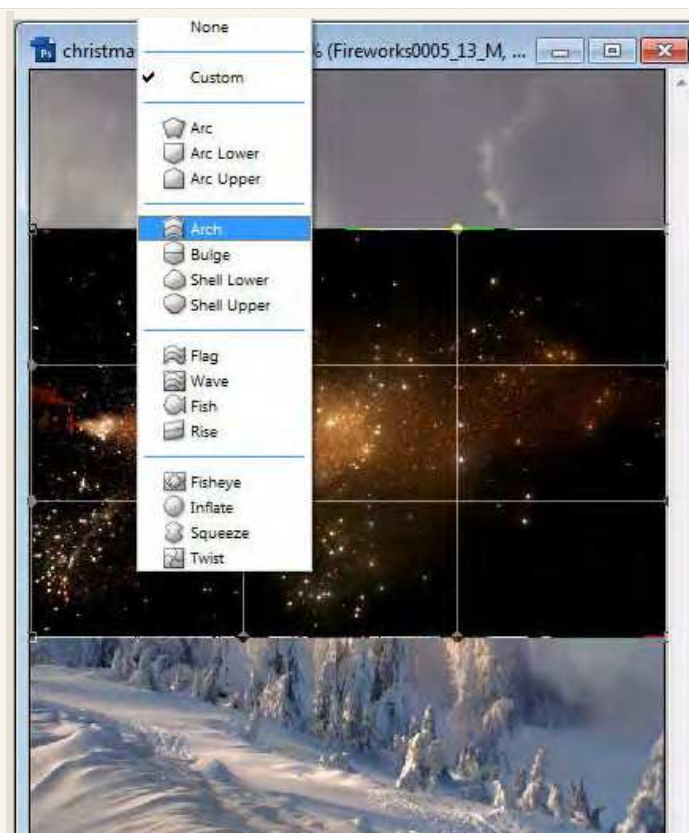 None
Ps christma % (Fireworks0005_13_M, ...
Custom
Arc
Arc Lower
Arc Upper
Arch
Bulge
Shell Lower
Shell Upper
Flag
Wave
Fish
Rise
Fisheye
Inflate
Squeeze
Twist